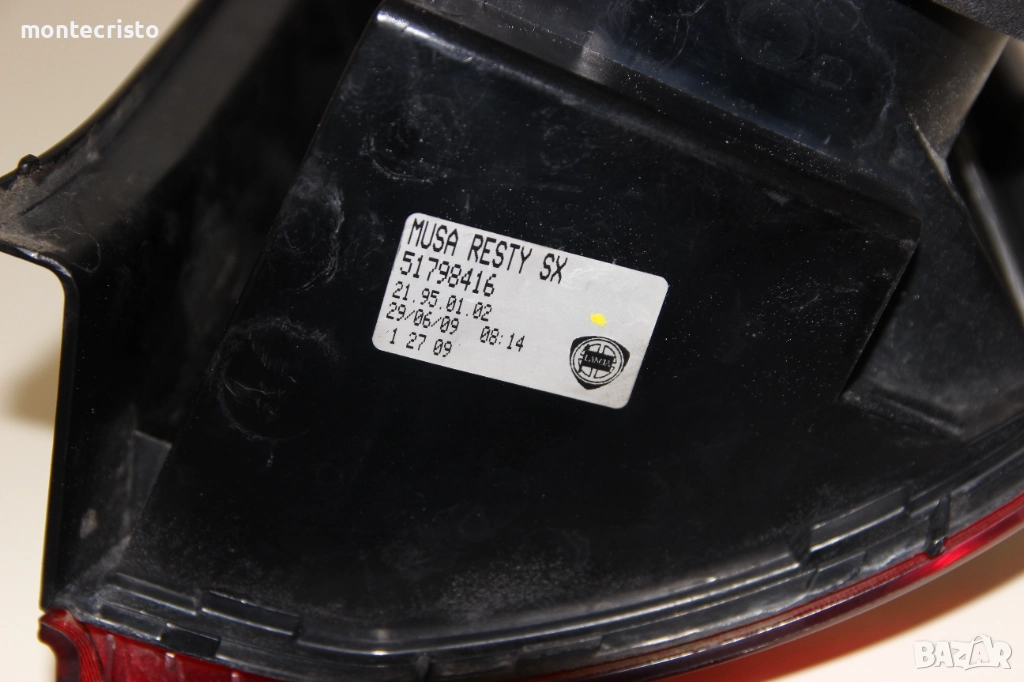 montecristo
MUSA RESTY SX
51798416
21.95.01.02
29/06/09 08:14
1 27 09
LANCIA
BAZAR